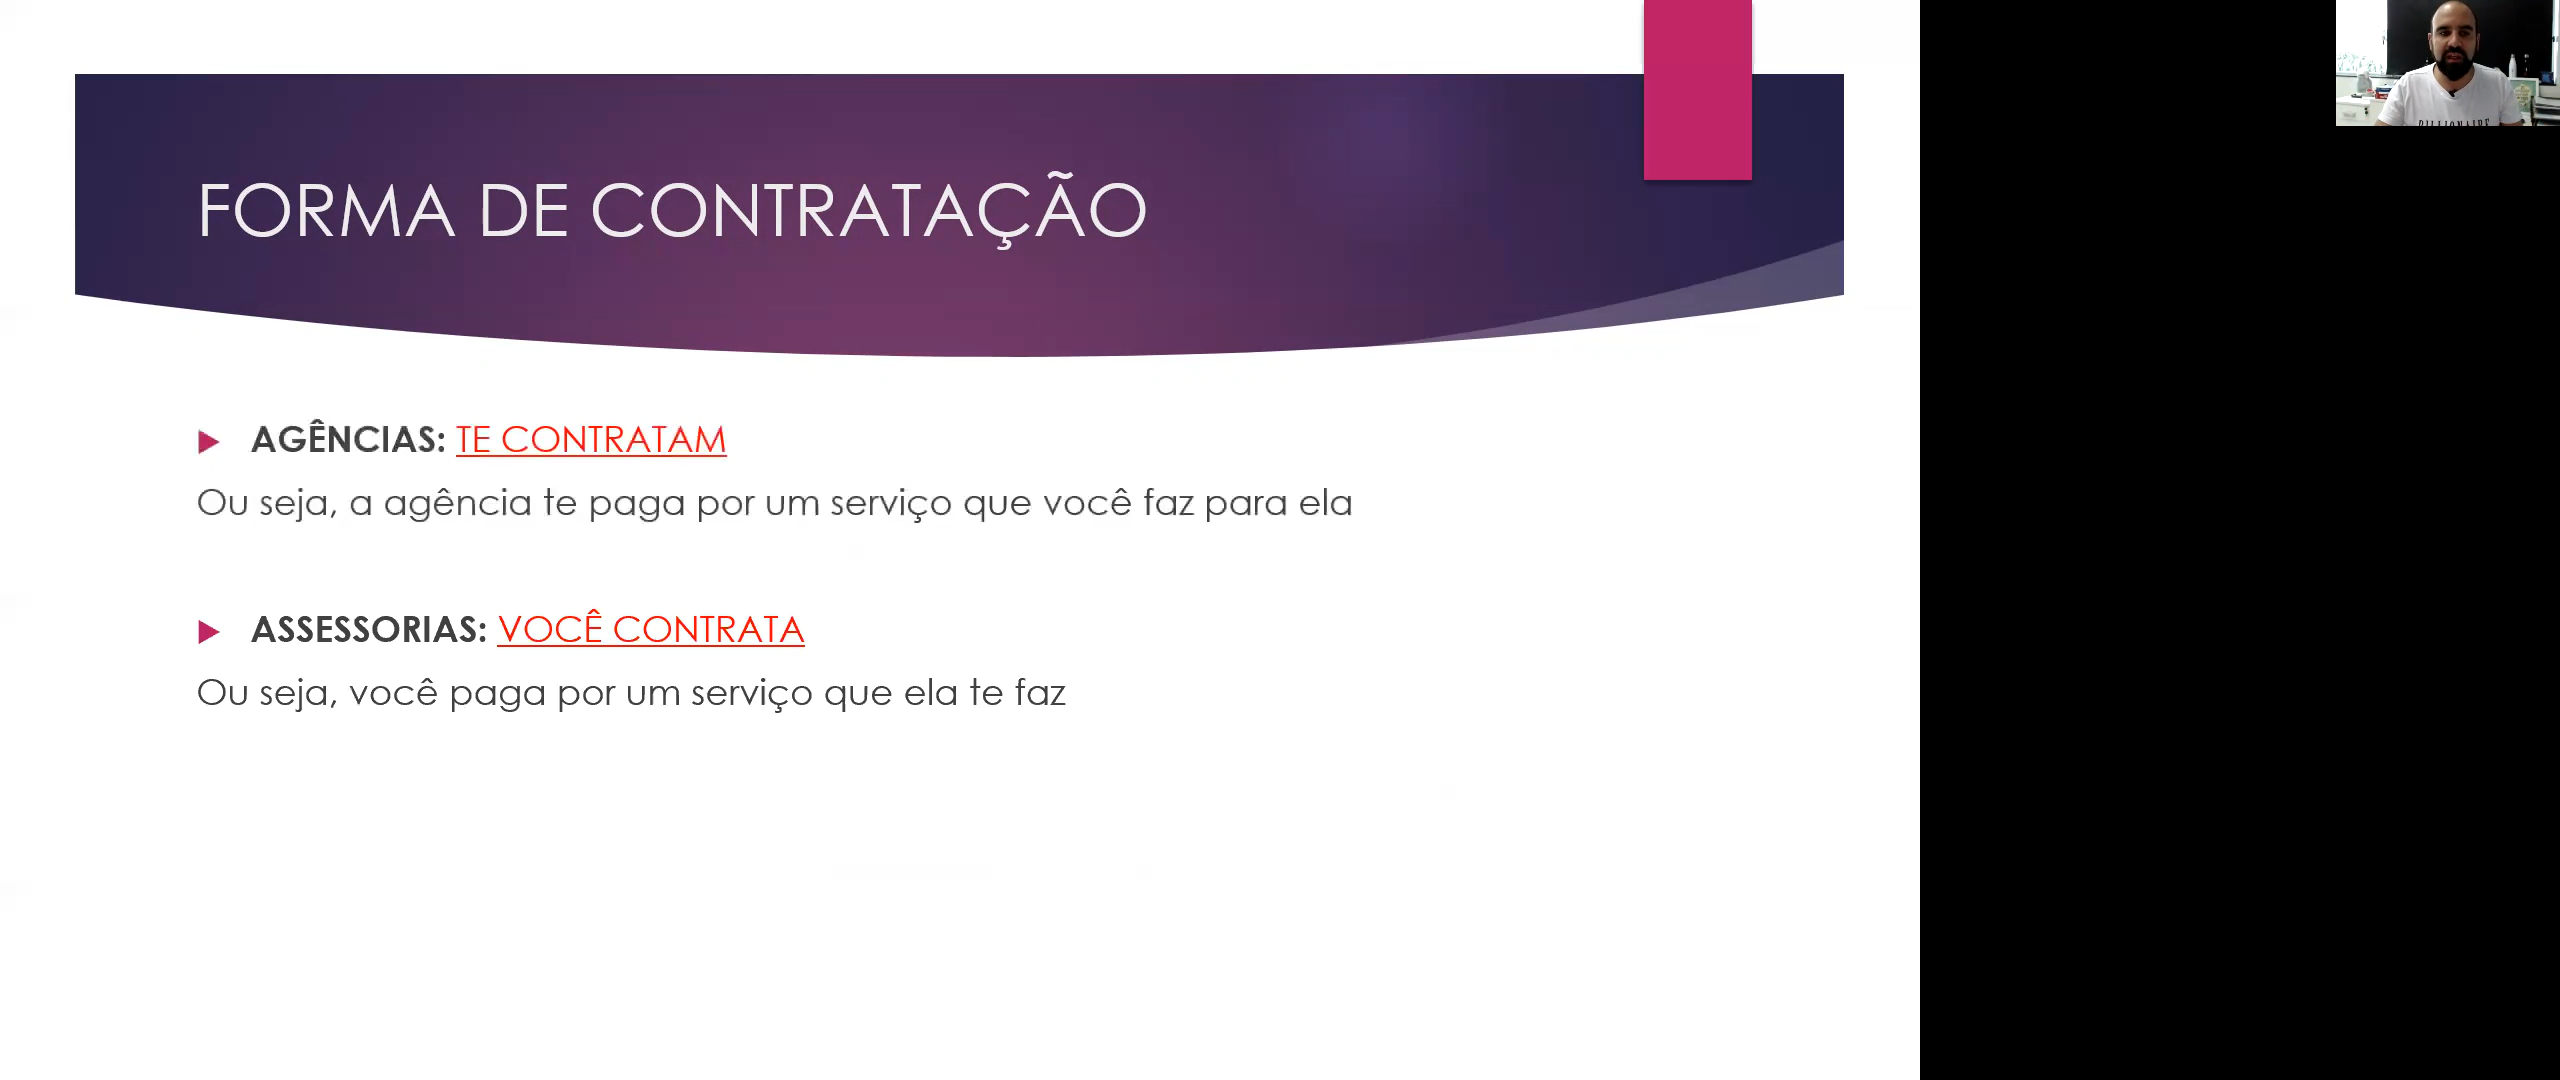 FORMA DE CONTRATAÇÃO
AGÊNCIAS: TE CONTRATAM
Ou seja, a agência te paga por um serviço que você faz para ela
ASSESSORIAS: VOCÊ CONTRATA
Ou seja, você paga por um serviço que ela te faz
BILLIONAIRE